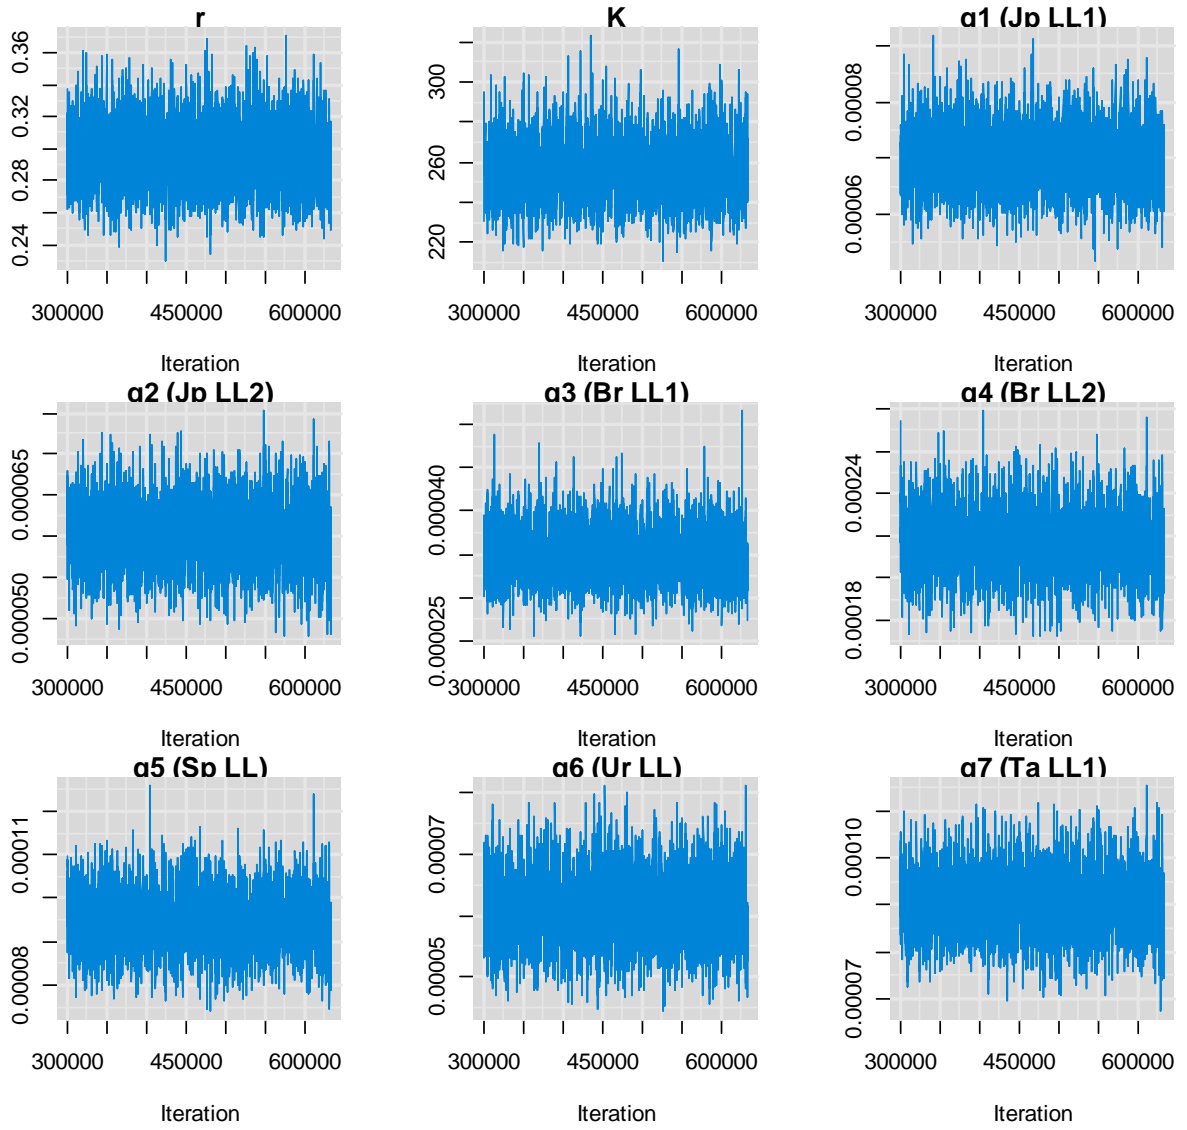 r
0.36
0.32
0.28
0.24
300000 450000 600000
Iteration
K
300
260
220
300000 450000 600000
Iteration
q1 (Jp LL1)
0.00008
0.00006
300000 450000 600000
Iteration
q2 (Jp LL2)
0.000065
0.00050
300000 450000 600000
Iteration
q3 (Br LL1)
0.00040
0.00025
300000 450000 600000
Iteration
q4 (Br LL2)
0.00024
0.00018
300000 450000 600000
Iteration
q5 (Sp LL)
0.00011
0.00008
300000 450000 600000
Iteration
q6 (Ur LL)
0.00007
0.00005
300000 450000 600000
Iteration
q7 (Ta LL1)
0.00010
0.00007
300000 450000 600000
Iteration